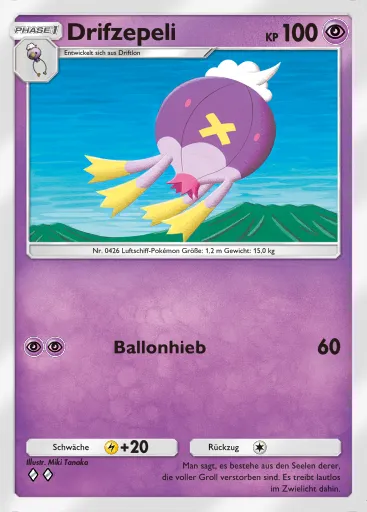 PHASE 1
Drifzepeli
KP 100
Entwickelt sich aus Driftlon
Nr. 0426 Luftschiff-Pokémon Größe: 1,2 m Gewicht: 15,0 kg
Ballonhieb 60
Schwäche +20 Rückzug
Illustr. Miki Tanaka
Man sagt, es bestehe aus den Seelen derer,
die voller Groll verstorben sind. Es treibt lautlos
im Zwielicht dahin.